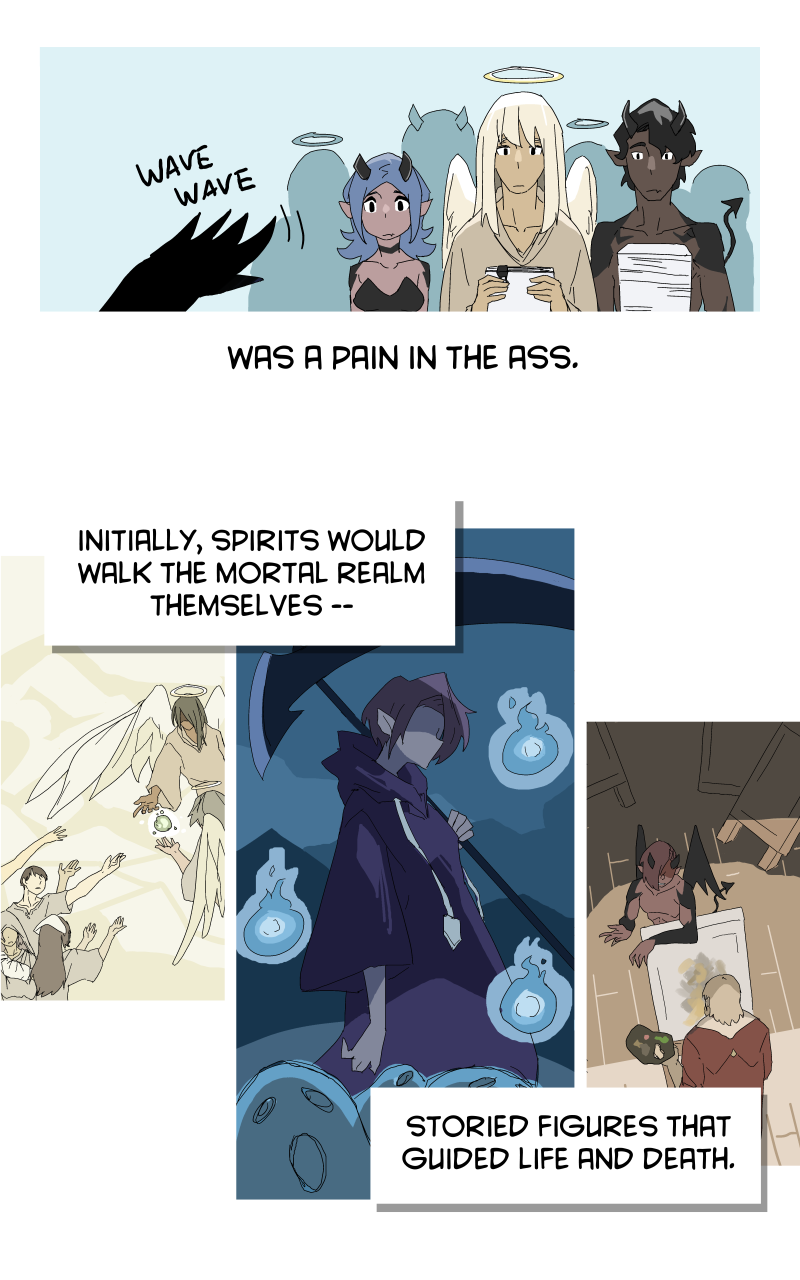 WAVE
WAVE
WAS A PAIN IN THE ASS.
INITIALLY, SPIRITS WOULD
WALK THE MORTAL REALM
THEMSELVES --
STORIED FIGURES THAT
GUIDED LIFE AND DEATH.